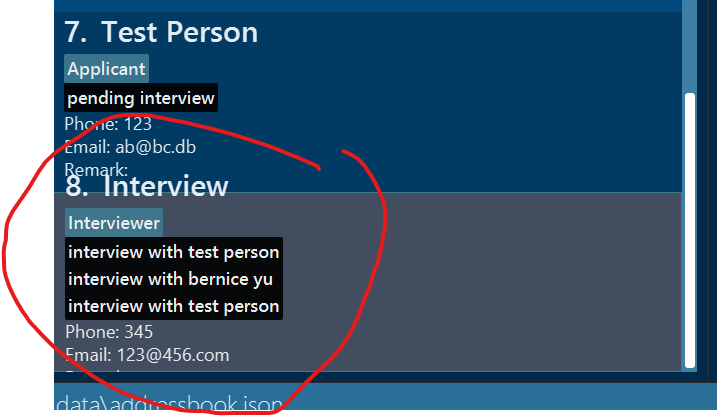 7. Test Person
Applicant
pending interview
Phone: 123
Email: ab@bc.db
Remark:
8. Interview
Interviewer
interview with test person
interview with bernice yu
interview with test person
Phone: 345
Email: 123@456.com
data\addressbook.json